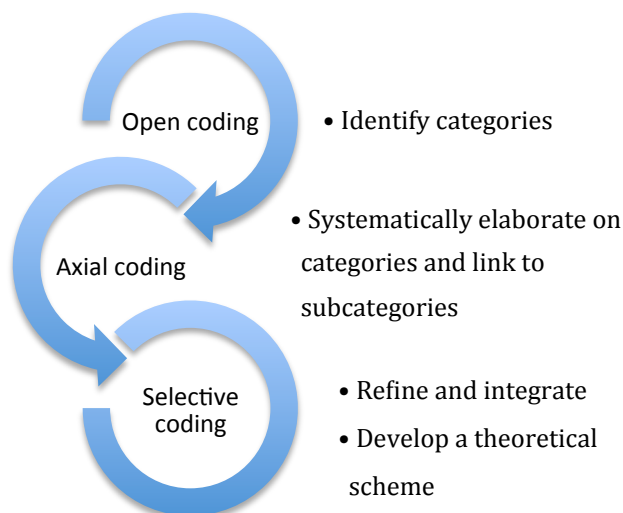 Open coding
• Identify categories
Axial coding
• Systematically elaborate on
categories and link to
subcategories
Selective
coding
• Refine and integrate
• Develop a theoretical
scheme